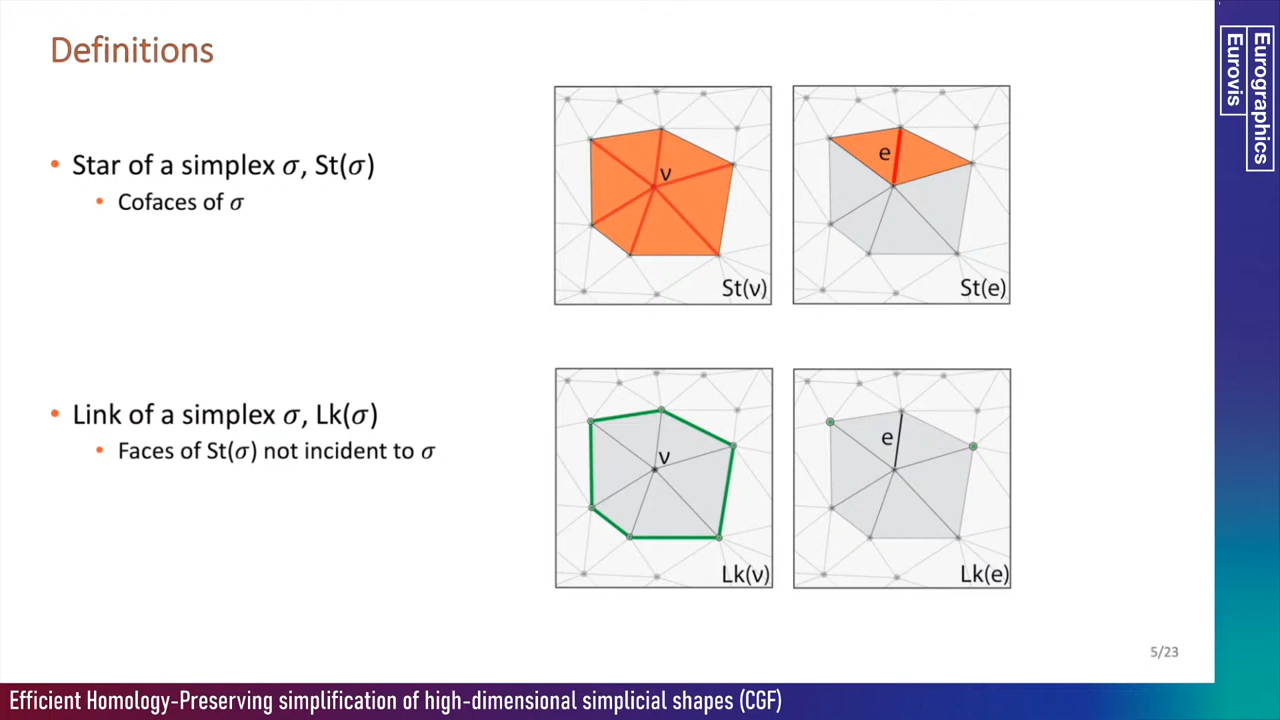 Definitions
• Star of a simplex σ, St(σ)
• Cofaces of σ
ν
St(ν)
e
St(e)
• Link of a simplex σ, Lk(σ)
• Faces of St(σ) not incident to σ
ν
Lk(ν)
e
Lk(e)
5/23
Eurographics
Eurovis
Efficient Homology-Preserving simplification of high-dimensional simplicial shapes (CGF)